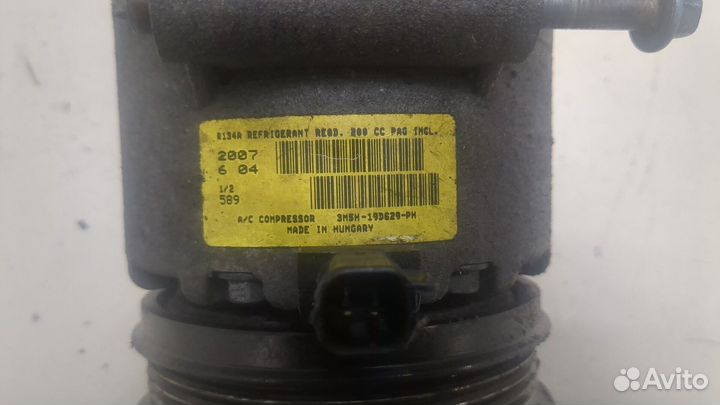 R134A REFRIGERANT REQD. 200 CC PAG INCL.
2007
6 04
1/2
589
A/C COMPRESSOR 3M5H-19D629-PH
MADE IN HUNGARY
Avito